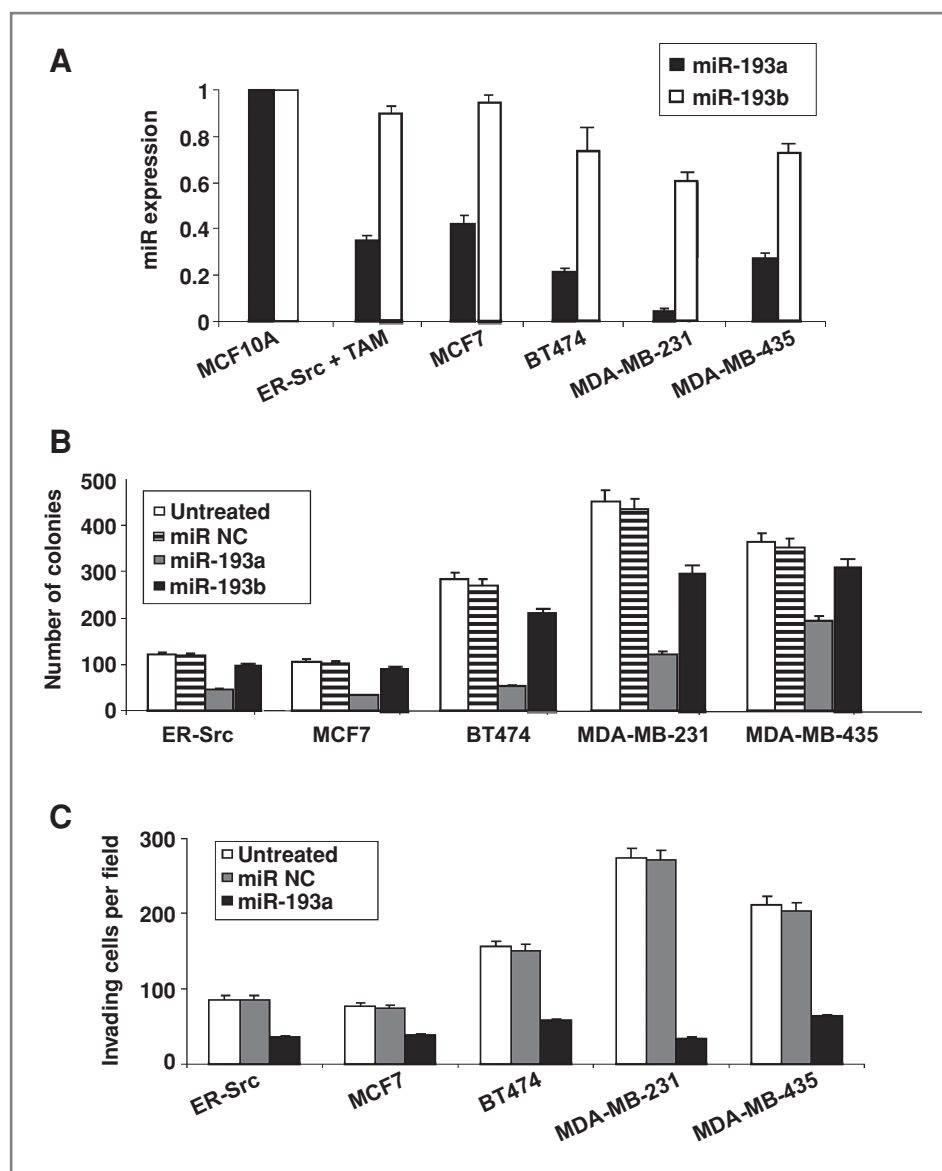 A
miR-193a
miR-193b
miR expression
1
0.8
0.6
0.4
0.2
0
MCF10A
ER-Src + TAM
MCF7
BT474
MDA-MB-231
MDA-MB-435
B
Number of colonies
500
400
300
200
100
0
Untreated
miR NC
miR-193a
miR-193b
ER-Src
MCF7
BT474
MDA-MB-231
MDA-MB-435
C
Invading cells per field
300
200
100
0
Untreated
miR NC
miR-193a
ER-Src
MCF7
BT474
MDA-MB-231
MDA-MB-435